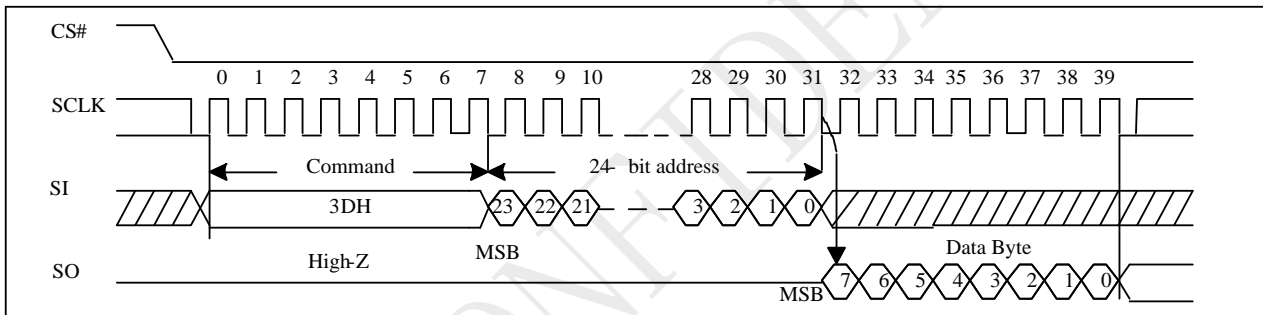 CS#
0 1 2 3 4 5 6 7 8 9 10 28 29 30 31 32 33 34 35 36 37 38 39
SCLK
Command 24- bit address
SI
3DH 23 22 21 3 2 1 0
High-Z MSB Data Byte
SO
MSB 7 6 5 4 3 2 1 0